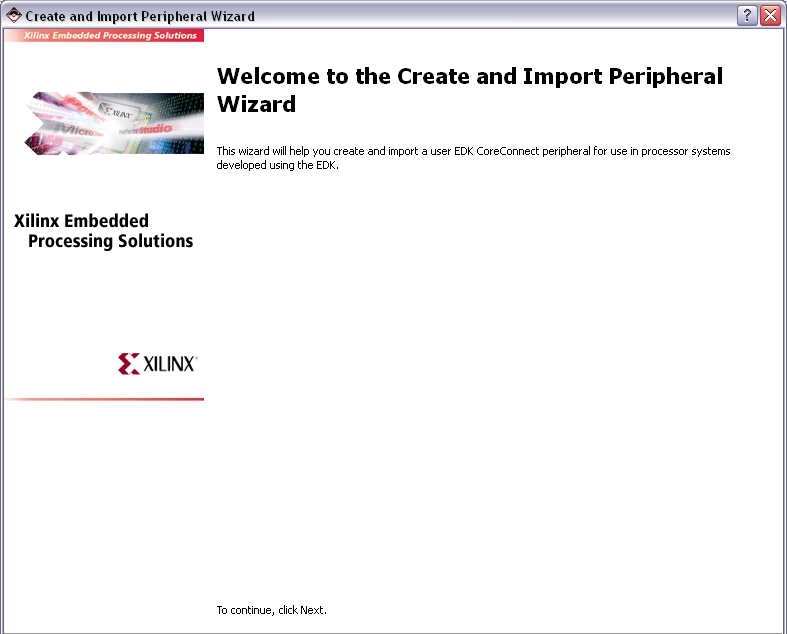 Create and Import Peripheral Wizard
Xilinx Embedded Processing Solutions
Welcome to the Create and Import Peripheral
Wizard
XILINX
Studio
This wizard will help you create and import a user EDK CoreConnect peripheral for use in processor systems
developed using the EDK.
Xilinx Embedded
Processing Solutions
XILINX
To continue, click Next.